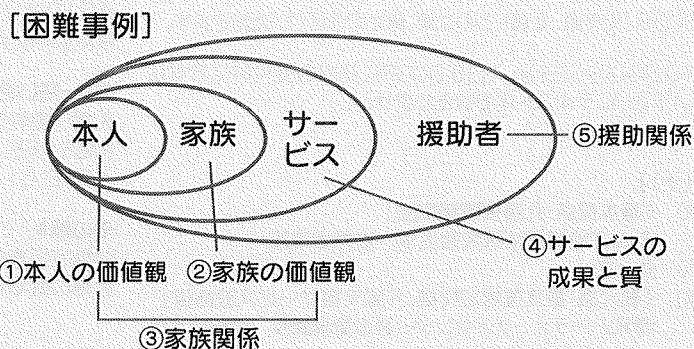 ［困難事例］
本人
家族
サー
ビス
援助者
⑤援助関係
④サービスの
成果と質
①本人の価値観
②家族の価値観
③家族関係